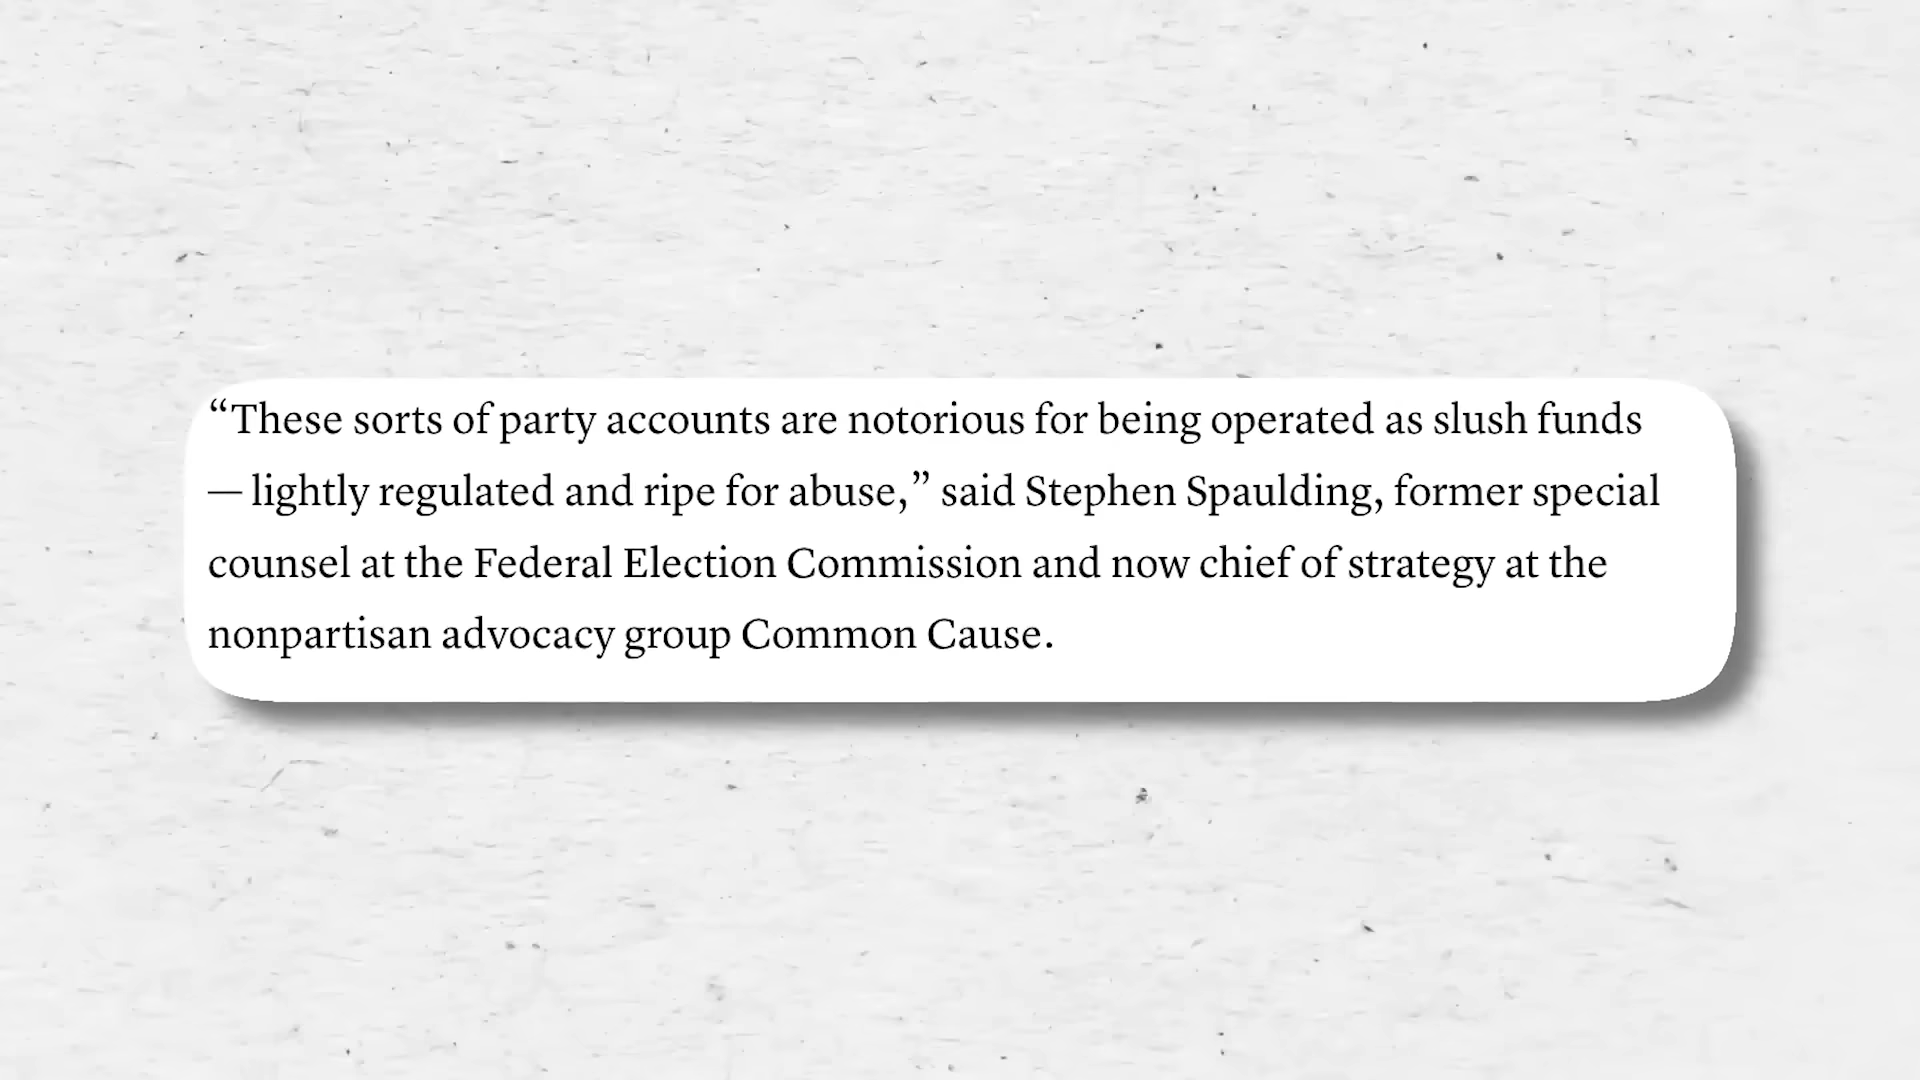 “These sorts of party accounts are notorious for being operated as slush funds
— lightly regulated and ripe for abuse,” said Stephen Spaulding, former special
counsel at the Federal Election Commission and now chief of strategy at the
nonpartisan advocacy group Common Cause.